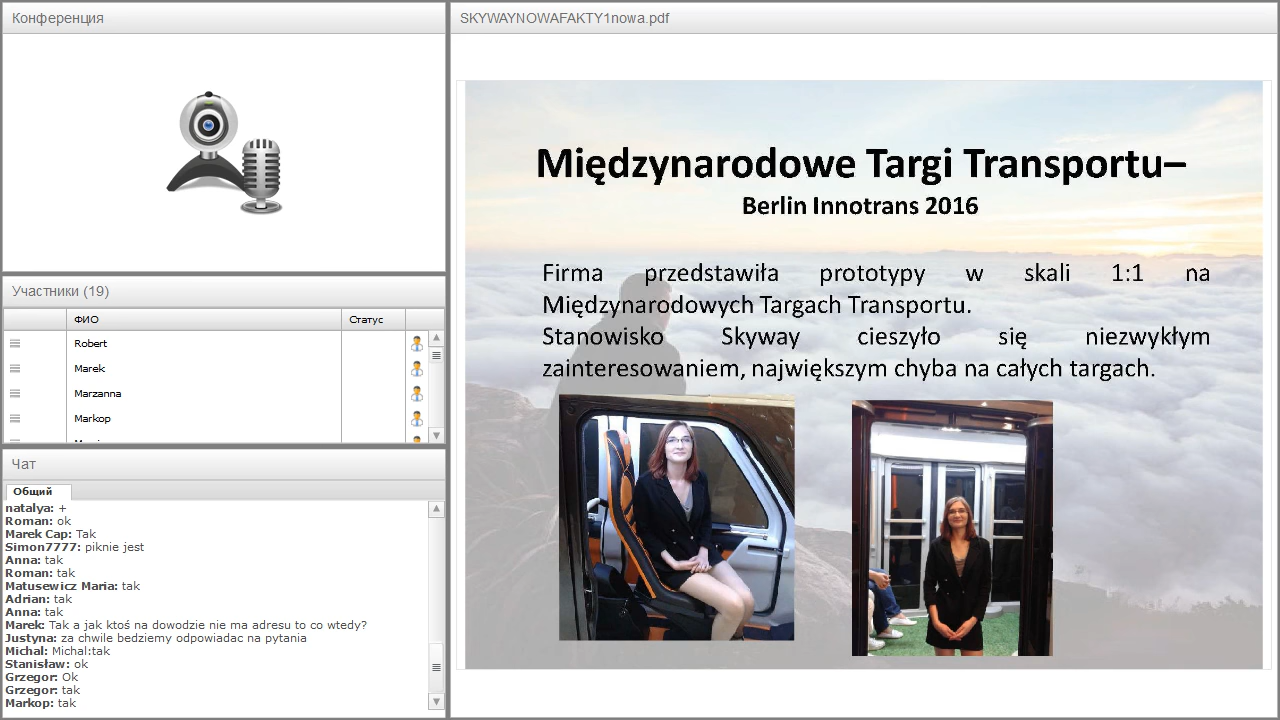 Конференция
SKYWAYNOWAFAKTY1nowa.pdf
Międzynarodowe Targi Transportu–
Berlin Innotrans 2016
Firma przedstawiła prototypy w skali 1:1 na
Międzynarodowych Targach Transportu.
Stanowisko Skyway cieszyło się niezwykłym
zainteresowaniem, największym chyba na całych targach.
Участники (19)
ФИО Статус
Robert
Marek
Marzanna
Markop
Чат
Общий
natalya: +
Roman: ok
Marek Cap: Tak
Simon7777: piknie jest
Anna: tak
Roman: tak
Matusewicz Maria: tak
Adrian: tak
Anna: tak
Marek: Tak a jak ktoś na dowodzie nie ma adresu to co wtedy?
Justyna: za chwile bedziemy odpowiadac na pytania
Michal: Michal:tak
Stanisław: ok
Grzegor: Ok
Grzegor: tak
Markop: tak